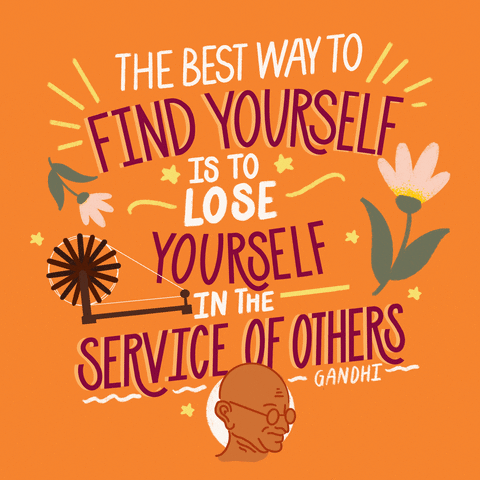 THE BEST WAY TO
FIND YOURSELF
IS TO
LOSE
YOURSELF
IN THE
SERVICE OF OTHERS
GANDHI